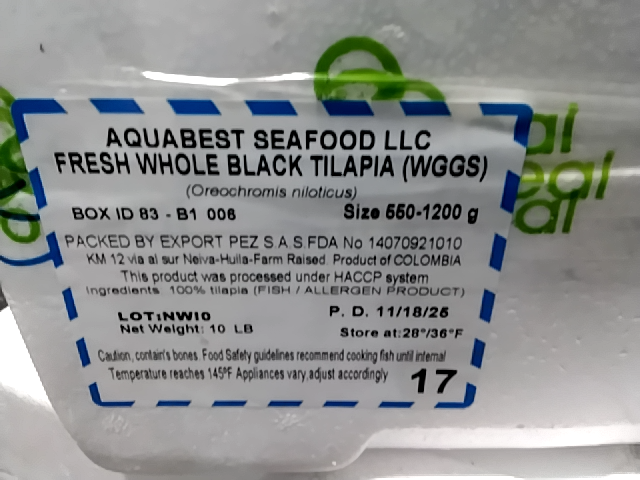 AQUABEST SEAFOOD LLC
FRESH WHOLE BLACK TILAPIA (WGGS)
(Oreochromis niloticus)
BOX ID 83 - B1 006 Size 550-1200 g
PACKED BY EXPORT PEZ S.A.S.FDA No 14070921010
KM 12 via al sur Neiva-Huila-Farm Raised. Product of COLOMBIA
This product was processed under HACCP system
Ingredients 100% tilapia (FISH / ALLERGEN PRODUCT)
LOT:NW10 P. D. 11/18/25
Net Weight: 10 LB Store at:28°/36°F
Caution, contain's bones. Food Safety guidelines recommend cooking fish until internal
Temperature reaches 145ºF Appliances vary,adjust accordingly 17